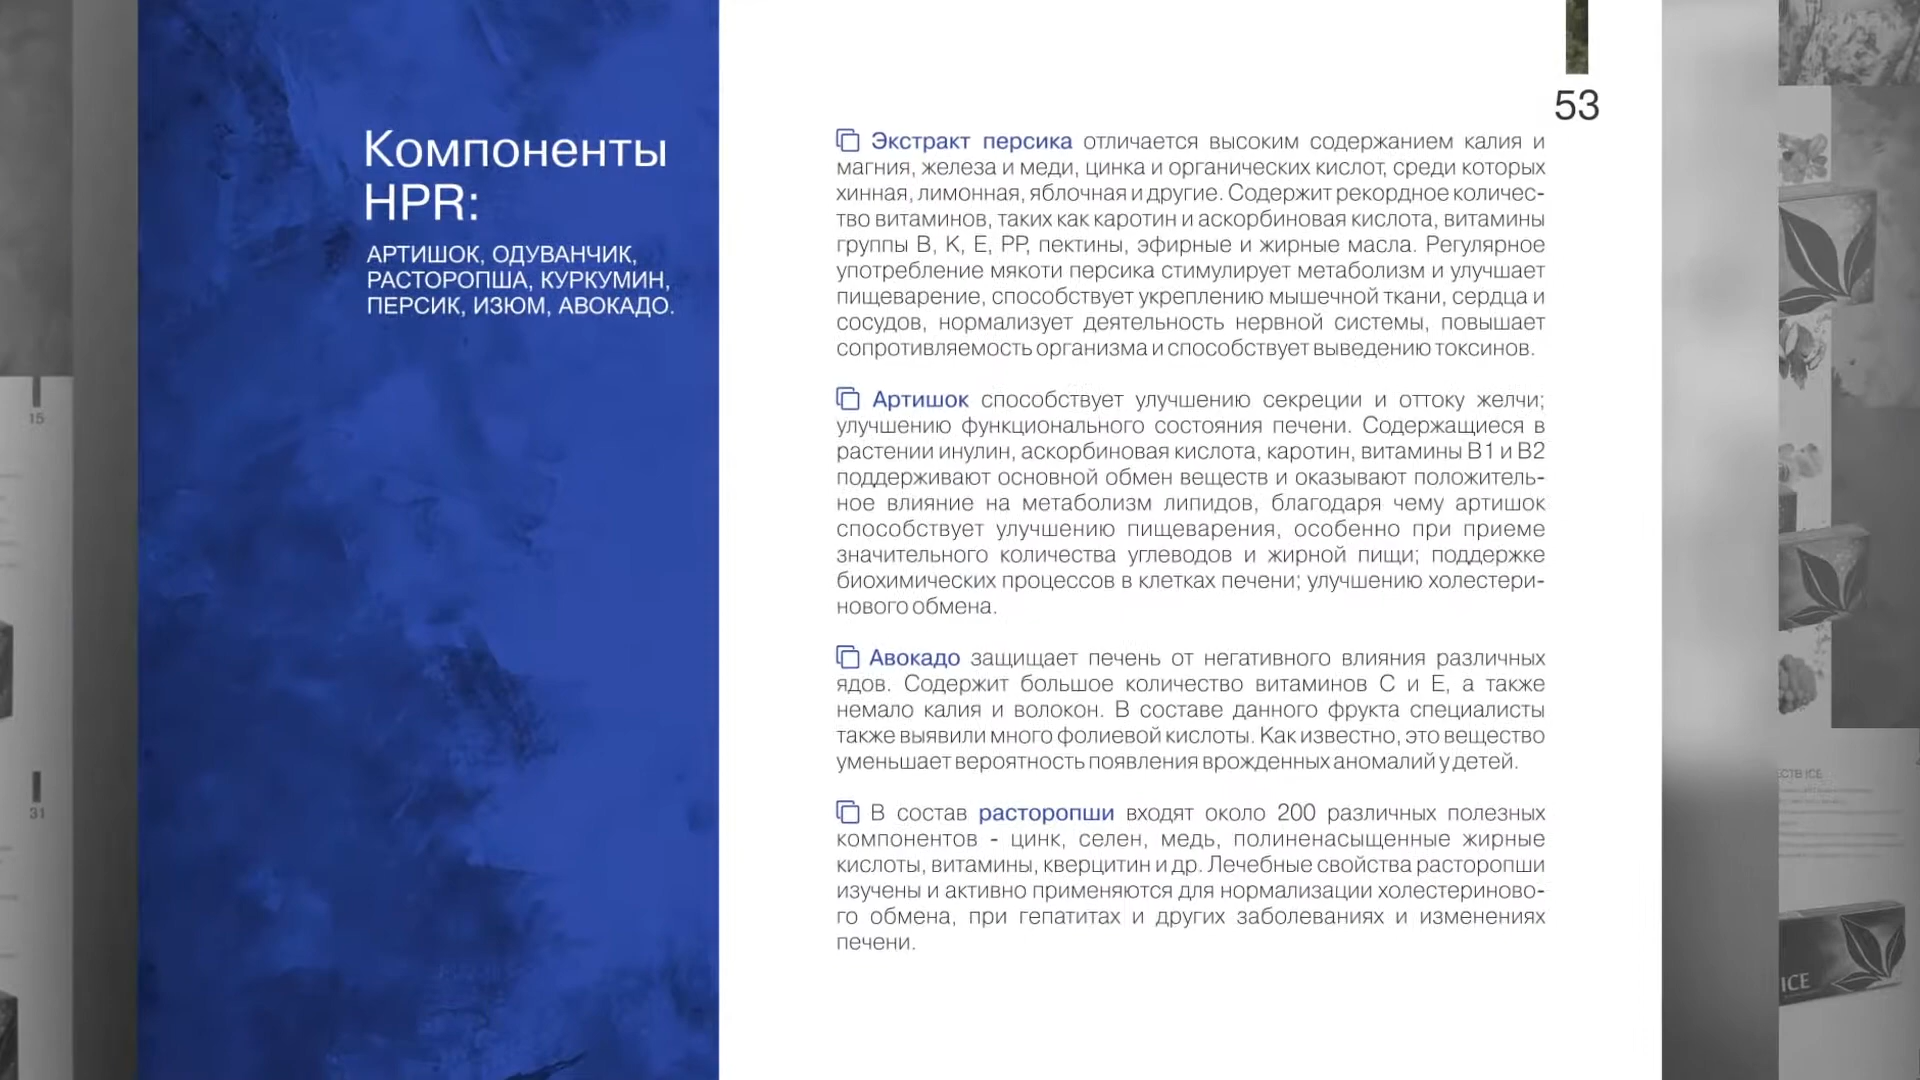 Компоненты
HPR:
АРТИШОК, ОДУВАНЧИК,
РАСТОРОПША, КУРКУМИН,
ПЕРСИК, ИЗЮМ, АВОКАДО.
53
Экстракт персика отличается высоким содержанием калия и
магния, железа и меди, цинка и органических кислот, среди которых
хинная, лимонная, яблочная и другие. Содержит рекордное количес-
тво витаминов, таких как каротин и аскорбиновая кислота, витамины
группы В, К, Е, РР, пектины, эфирные и жирные масла. Регулярное
употребление мякоти персика стимулирует метаболизм и улучшает
пищеварение, способствует укреплению мышечной ткани, сердца и
сосудов, нормализует деятельность нервной системы, повышает
сопротивляемость организма и способствует выведению токсинов.
Артишок способствует улучшению секреции и оттоку желчи;
улучшению функционального состояния печени. Содержащиеся в
растении инулин, аскорбиновая кислота, каротин, витамины В1 и В2
поддерживают основной обмен веществ и оказывают положитель-
ное влияние на метаболизм липидов, благодаря чему артишок
способствует улучшению пищеварения, особенно при приеме
значительного количества углеводов и жирной пищи; поддержке
биохимических процессов в клетках печени; улучшению холестери-
нового обмена.
Авокадо защищает печень от негативного влияния различных
ядов. Содержит большое количество витаминов С и Е, а также
немало калия и волокон. В составе данного фрукта специалисты
также выявили много фолиевой кислоты. Как известно, это вещество
уменьшает вероятность появления врожденных аномалий у детей.
В состав расторопши входят около 200 различных полезных
компонентов - цинк, селен, медь, полиненасыщенные жирные
кислоты, витамины, кверцитин и др. Лечебные свойства расторопши
изучены и активно применяются для нормализации холестериново-
го обмена, при гепатитах и других заболеваниях и изменениях
печени.
15
31
ICE